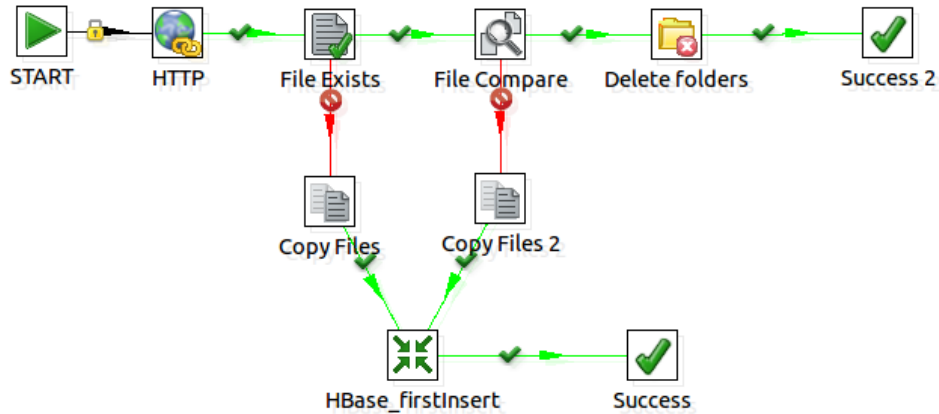 START
HTTP
File Exists
File Compare
Delete folders
Success 2
Copy Files
Copy Files 2
HBase_firstInsert
Success